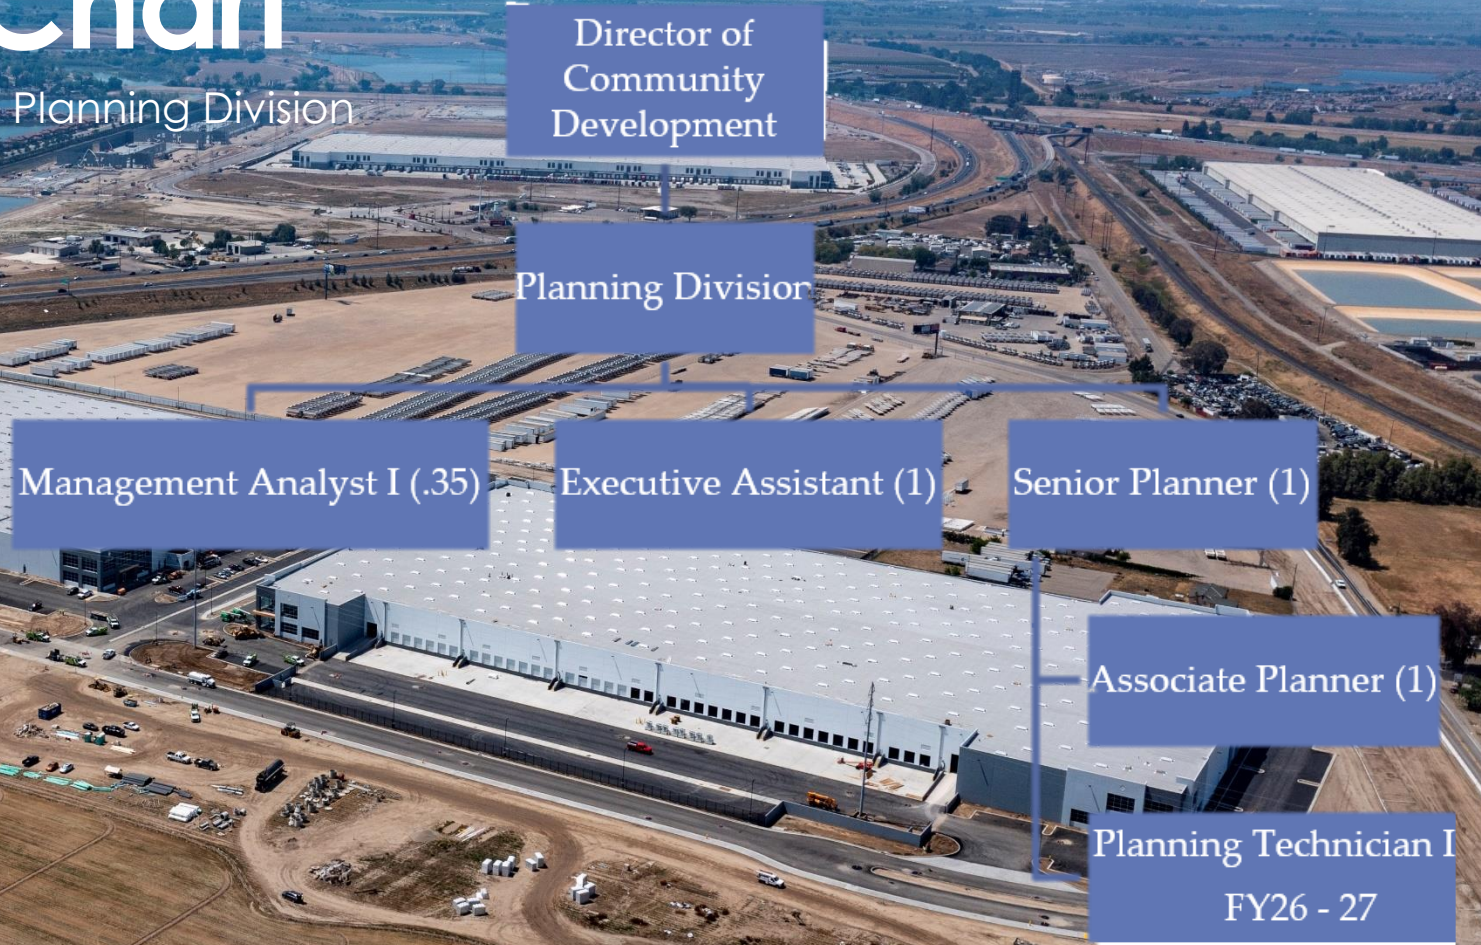 Planning Division
Director of
Community
Development
Planning Division
Management Analyst I (.35)
Executive Assistant (1)
Senior Planner (1)
Associate Planner (1)
Planning Technician I
FY26 - 27